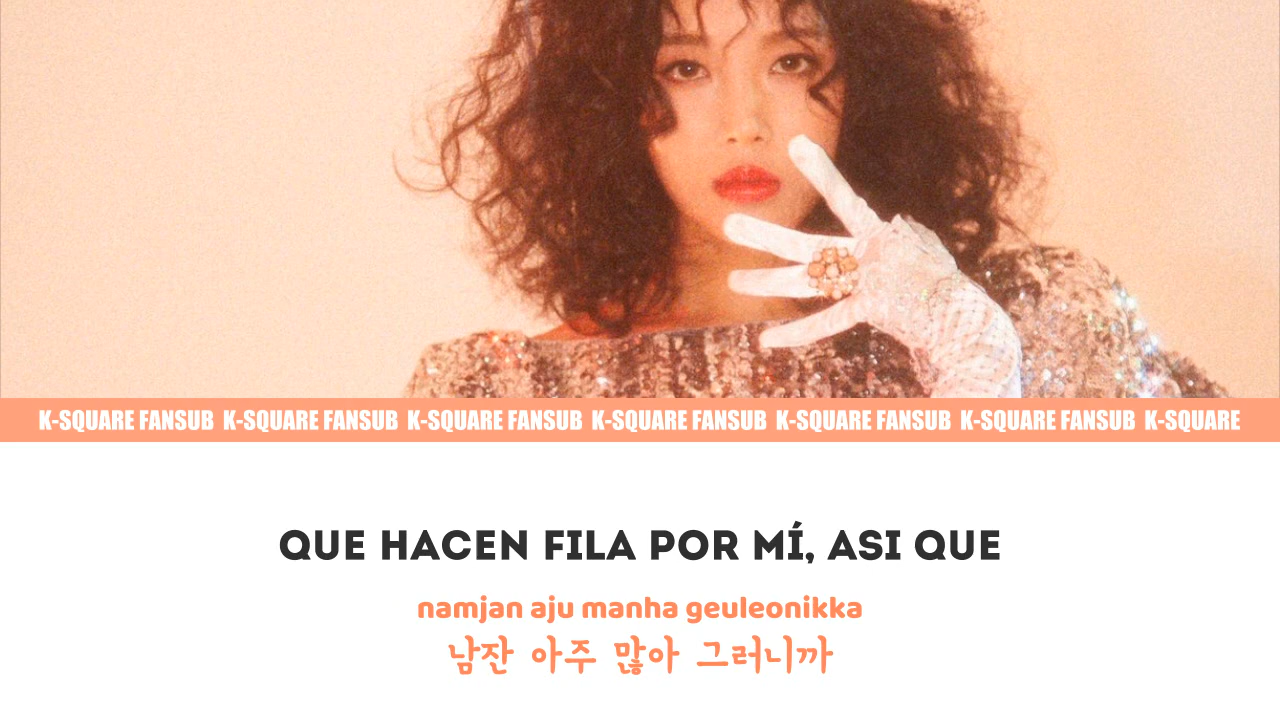 K-SQUARE FANSUB K-SQUARE FANSUB K-SQUARE FANSUB K-SQUARE FANSUB K-SQUARE FANSUB K-SQUARE FANSUB K-SQUARE
QUE HACEN FILA POR MÍ, ASI QUE
namjan aju manha geuleonikka
남잔 아주 많아 그러니까